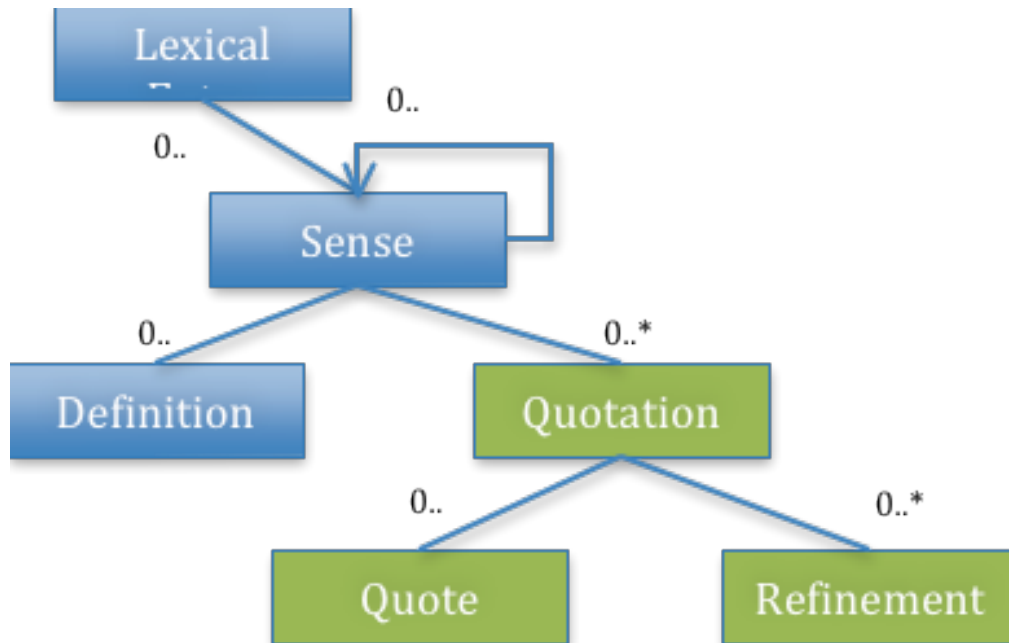 Lexical
0..
0..
Sense
0..
0..*
Definition
Quotation
0..
0..*
Quote
Refinement